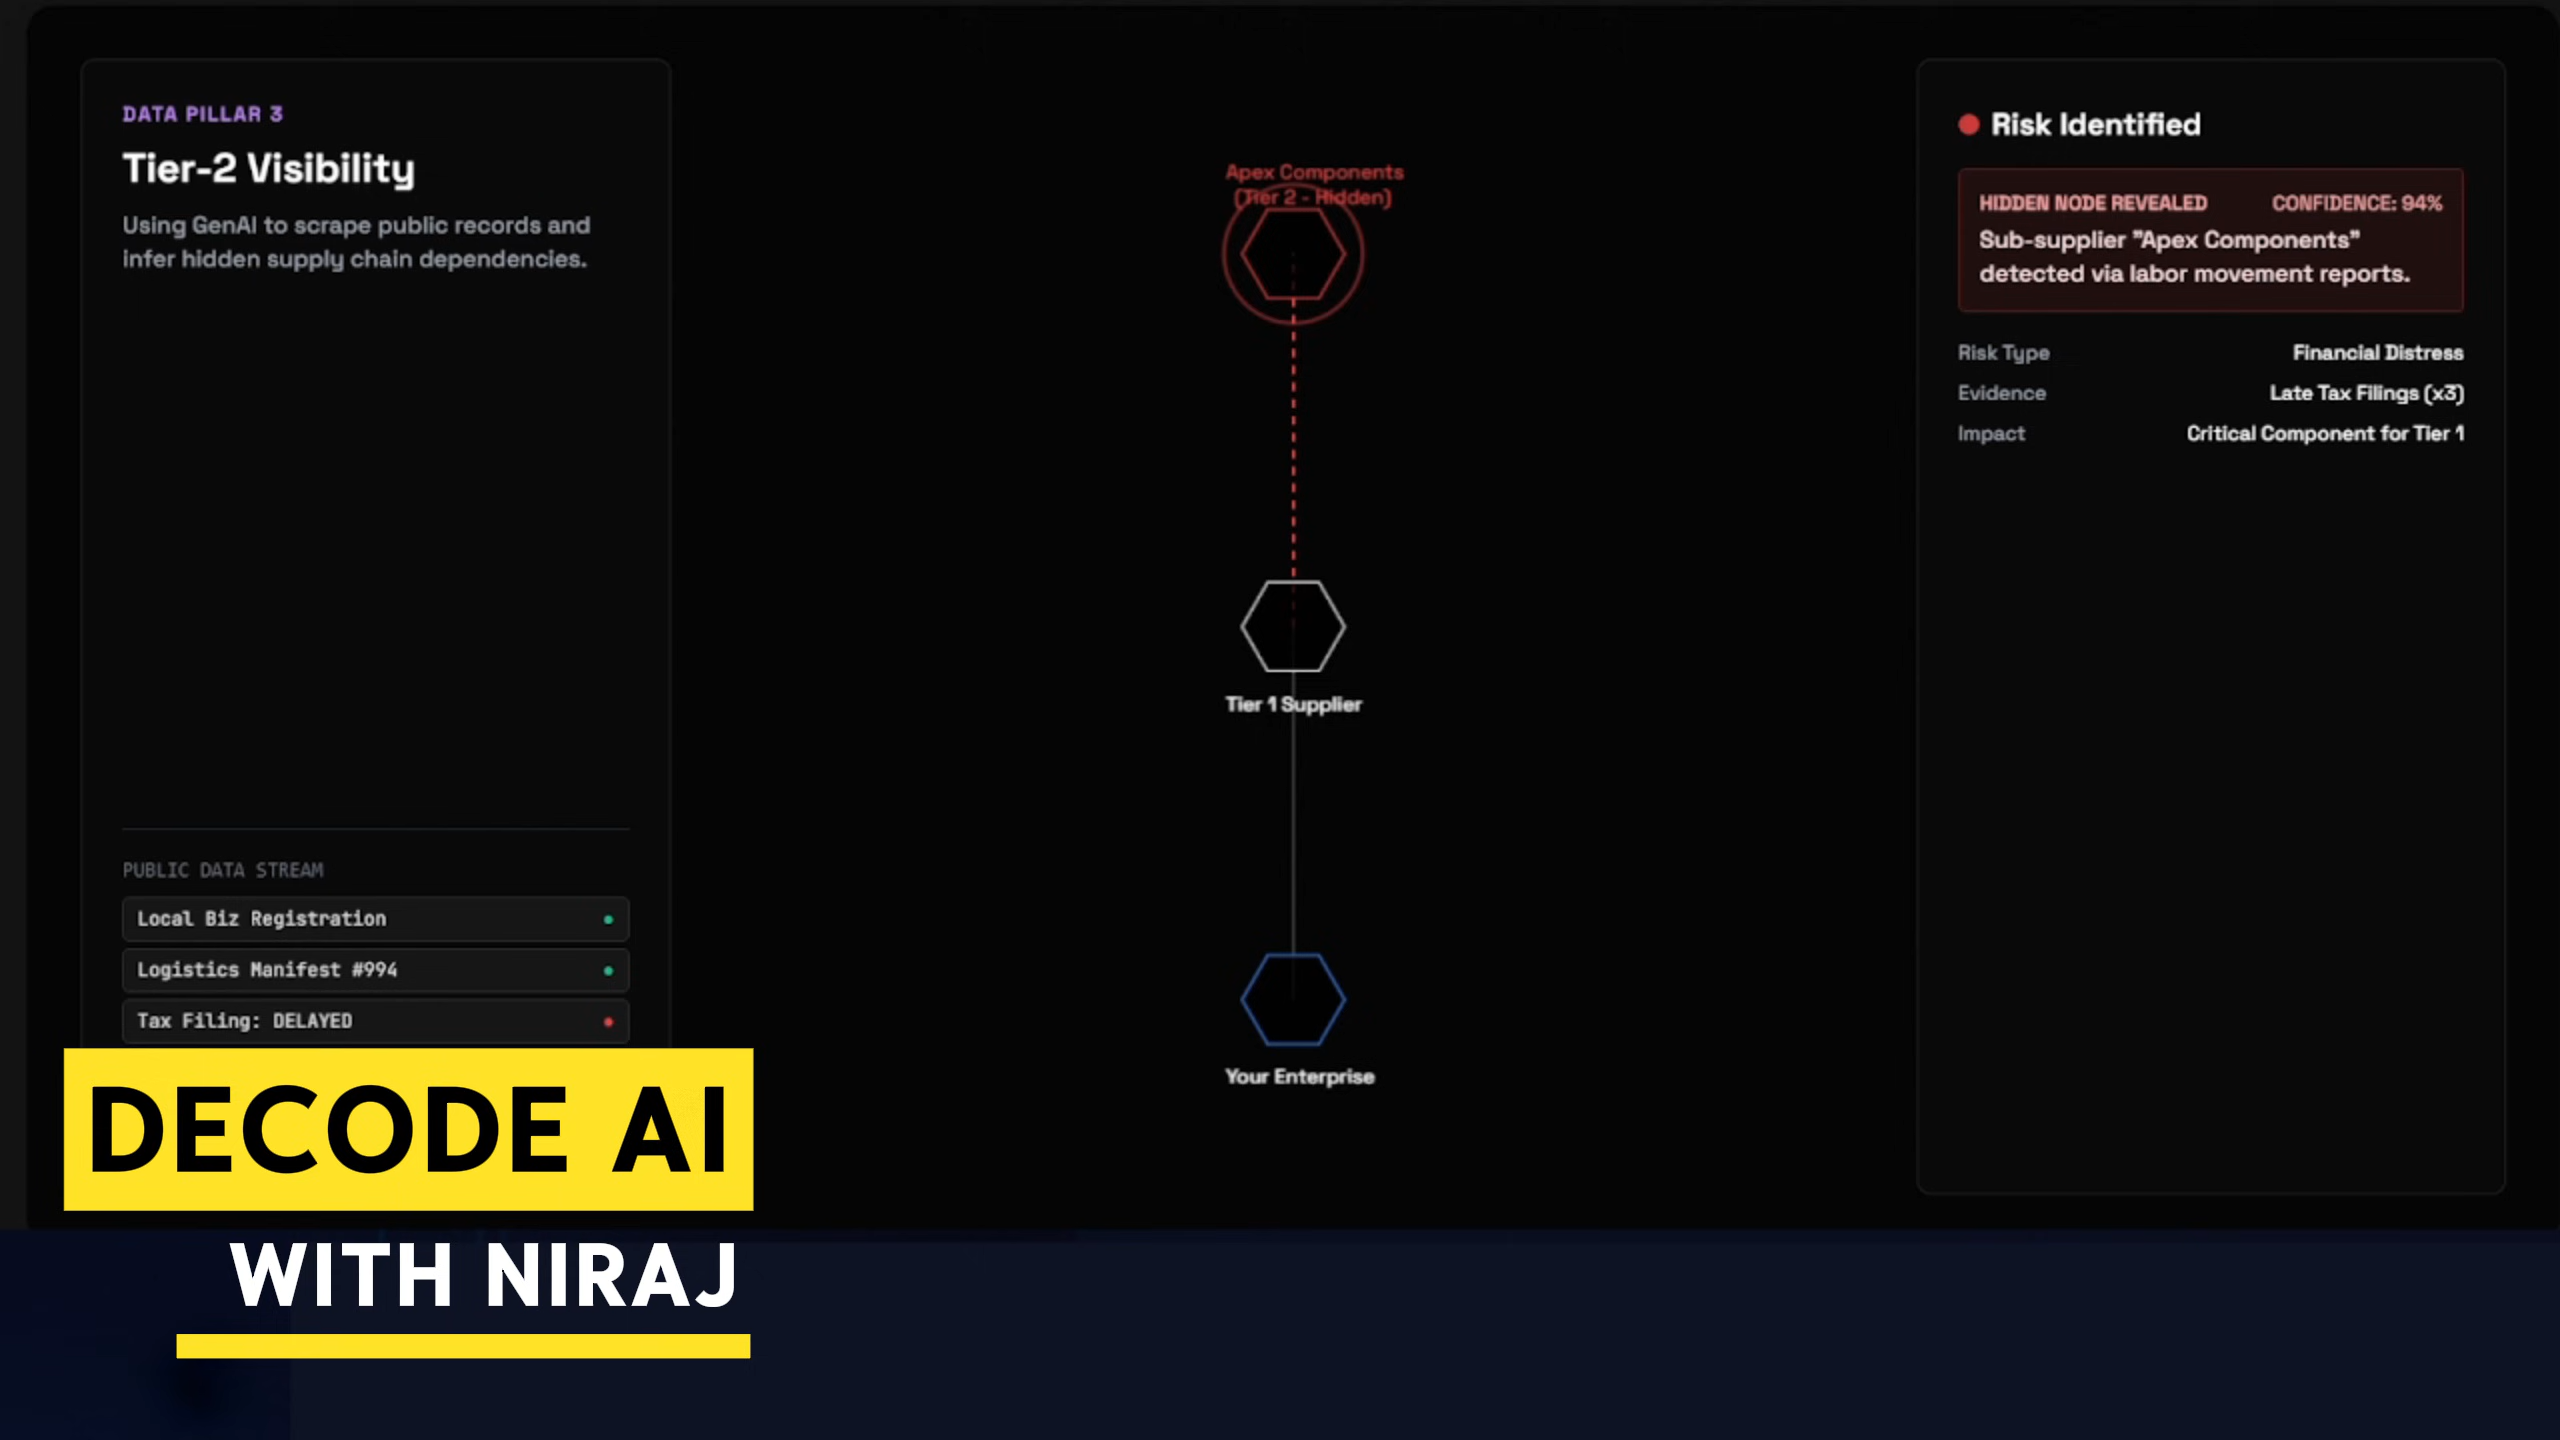 DATA PILLAR 3
Tier-2 Visibility
Using GenAI to scrape public records and
infer hidden supply chain dependencies.
PUBLIC DATA STREAM
Local Biz Registration
Logistics Manifest #994
Tax Filing: DELAYED
Apex Components
(Tier 2 - Hidden)
Tier 1 Supplier
Your Enterprise
Risk Identified
HIDDEN NODE REVEALED CONFIDENCE: 94%
Sub-supplier "Apex Components"
detected via labor movement reports.
Risk Type Financial Distress
Evidence Late Tax Filings (x3)
Impact Critical Component for Tier 1
DECODE AI
WITH NIRAJ